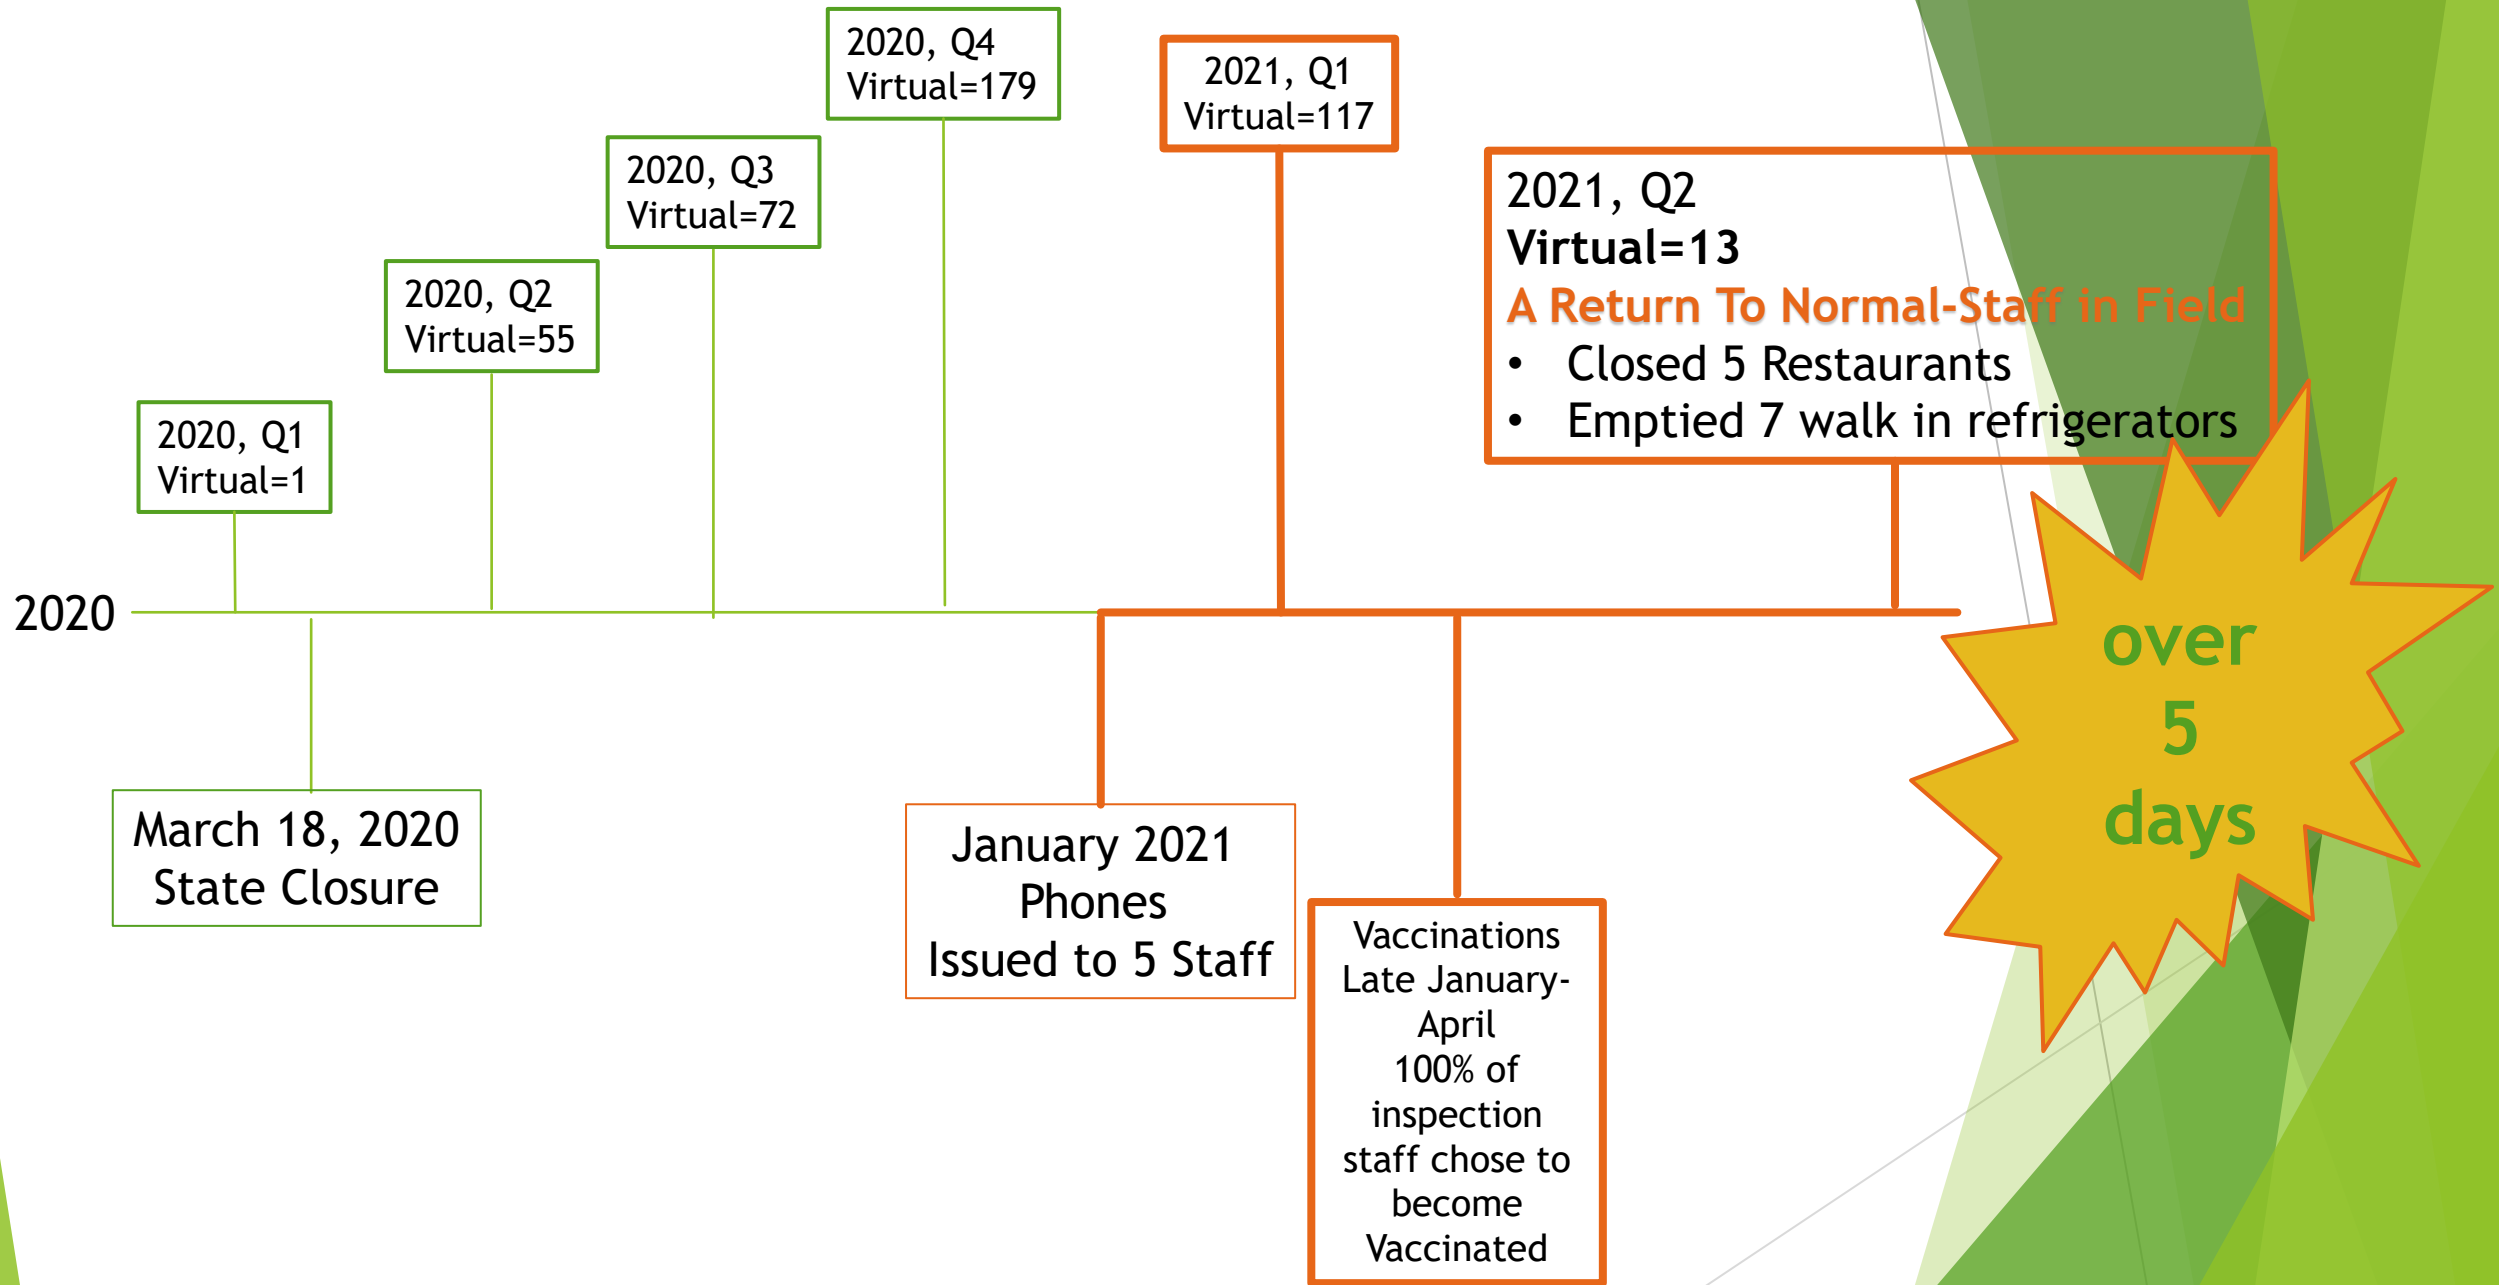 2020, Q4
Virtual=179
2021, Q1
Virtual=117
2020, Q3
Virtual=72
2021, Q2
Virtual=13
A Return To Normal-Staff in Field
• Closed 5 Restaurants
• Emptied 7 walk in refrigerators
2020, Q2
Virtual=55
2020, Q1
Virtual=1
2020
over
5
days
March 18, 2020
State Closure
January 2021
Phones
Issued to 5 Staff
Vaccinations
Late January-
April
100% of
inspection
staff chose to
become
Vaccinated